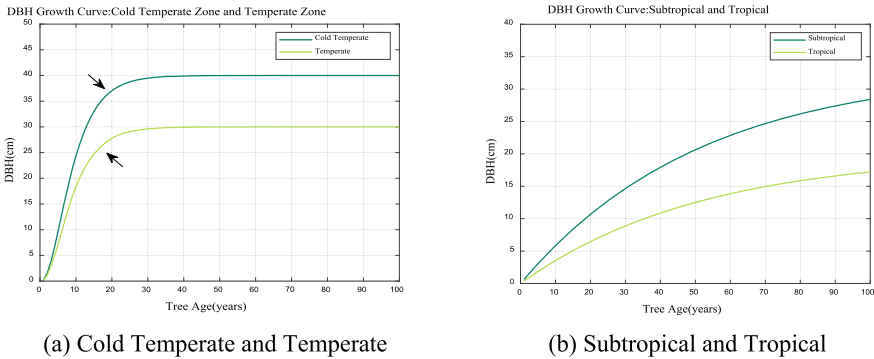 DBH Growth Curve:Cold Temperate Zone and Temperate Zone
50
45
40
35
30
25
20
15
10
5
0
DBH(cm)
Cold Temperate
Temperate
0 10 20 30 40 50 60 70 80 90 100
Tree Age(years)
(a) Cold Temperate and Temperate
DBH Growth Curve:Subtropical and Tropical
40
35
30
25
20
15
10
5
0
DBH(cm)
Subtropical
Tropical
0 10 20 30 40 50 60 70 80 90 100
Tree Age(years)
(b) Subtropical and Tropical